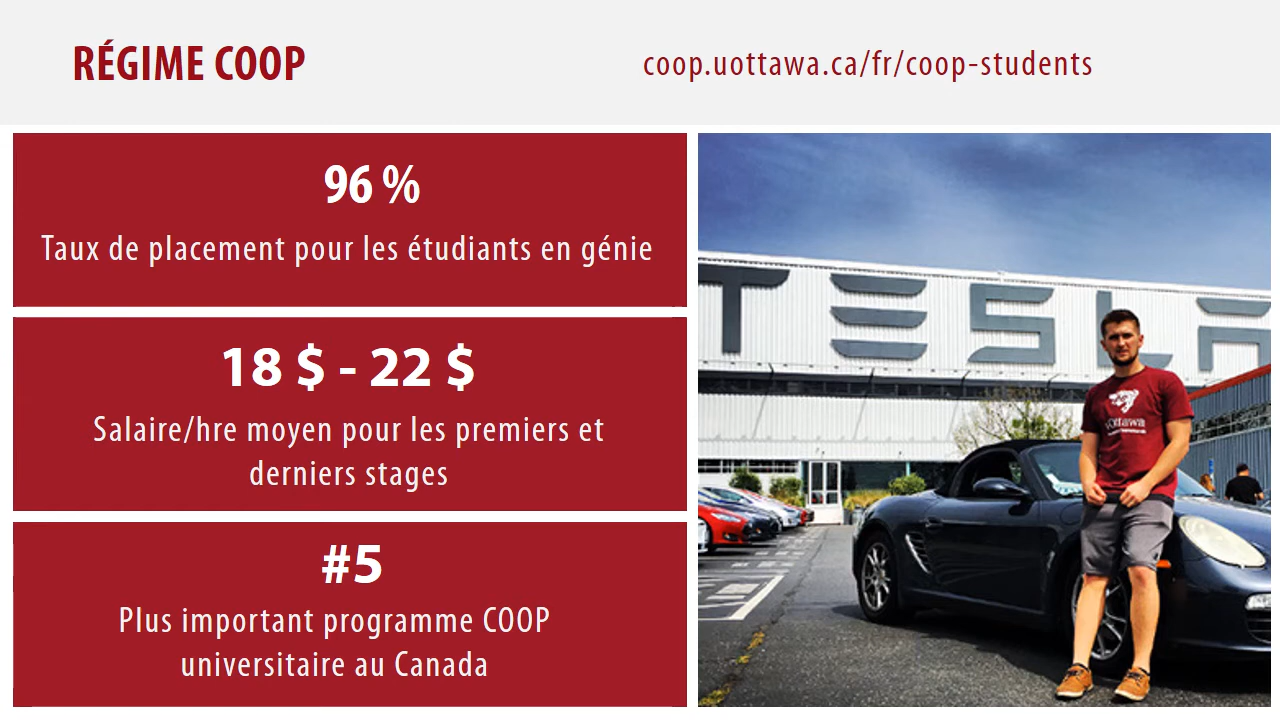 RÉGIME COOP
coop.uottawa.ca/fr/coop-students
96 %
Taux de placement pour les étudiants en génie
18 $ - 22 $
Salaire/hre moyen pour les premiers et
derniers stages
#5
Plus important programme COOP
universitaire au Canada
TESLA
uOttawa